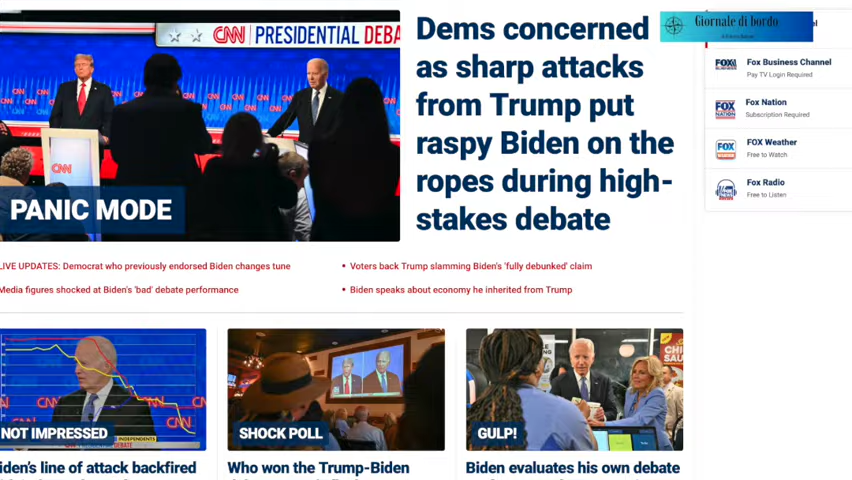 CNN PRESIDENTIAL DEBA
CNN
PANIC MODE
Dems concerned
as sharp attacks
from Trump put
raspy Biden on the
ropes during high-
stakes debate
Giornale di bordo
Fox Business Channel
Pay TV Login Required
Fox Nation
Subscription Required
FOX Weather
Free to Watch
Fox Radio
Free to Listen
LIVE UPDATES: Democrat who previously endorsed Biden changes tune
Voters back Trump slamming Biden's 'fully debunked' claim
Media figures shocked at Biden's 'bad' debate performance
Biden speaks about economy he inherited from Trump
NOT IMPRESSED
SHOCK POLL
GULP!
iden's line of attack backfired
Who won the Trump-Biden
Biden evaluates his own debate